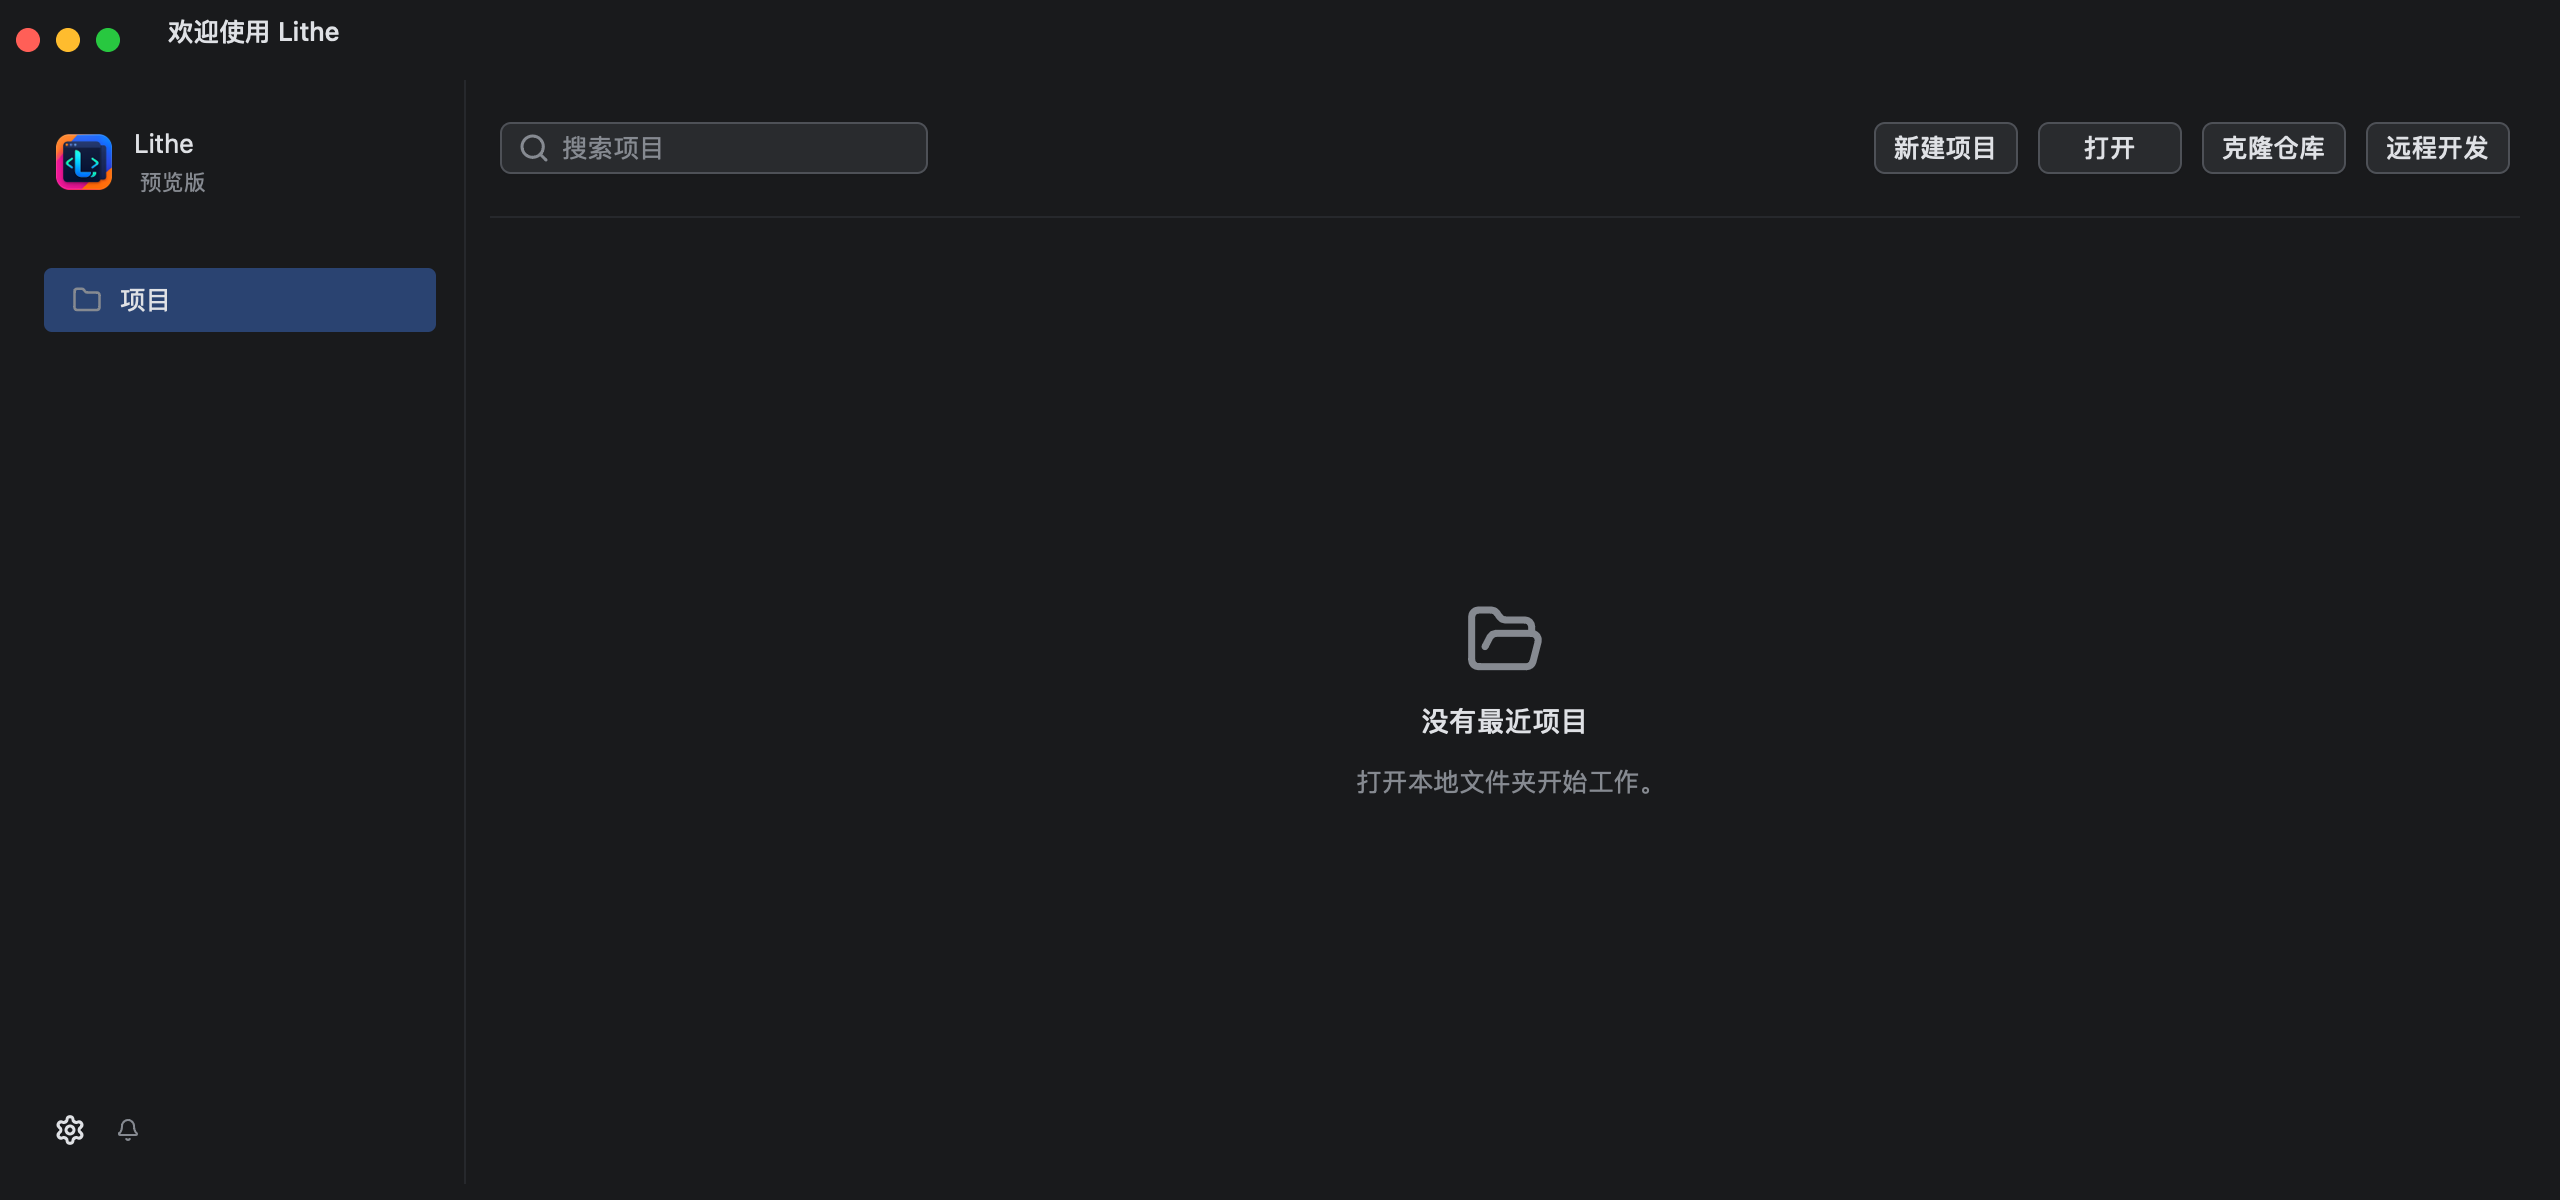 欢迎使用 Lithe
Lithe
预览版
项目
搜索项目
新建项目
打开
克隆仓库
远程开发
没有最近项目
打开本地文件夹开始工作。